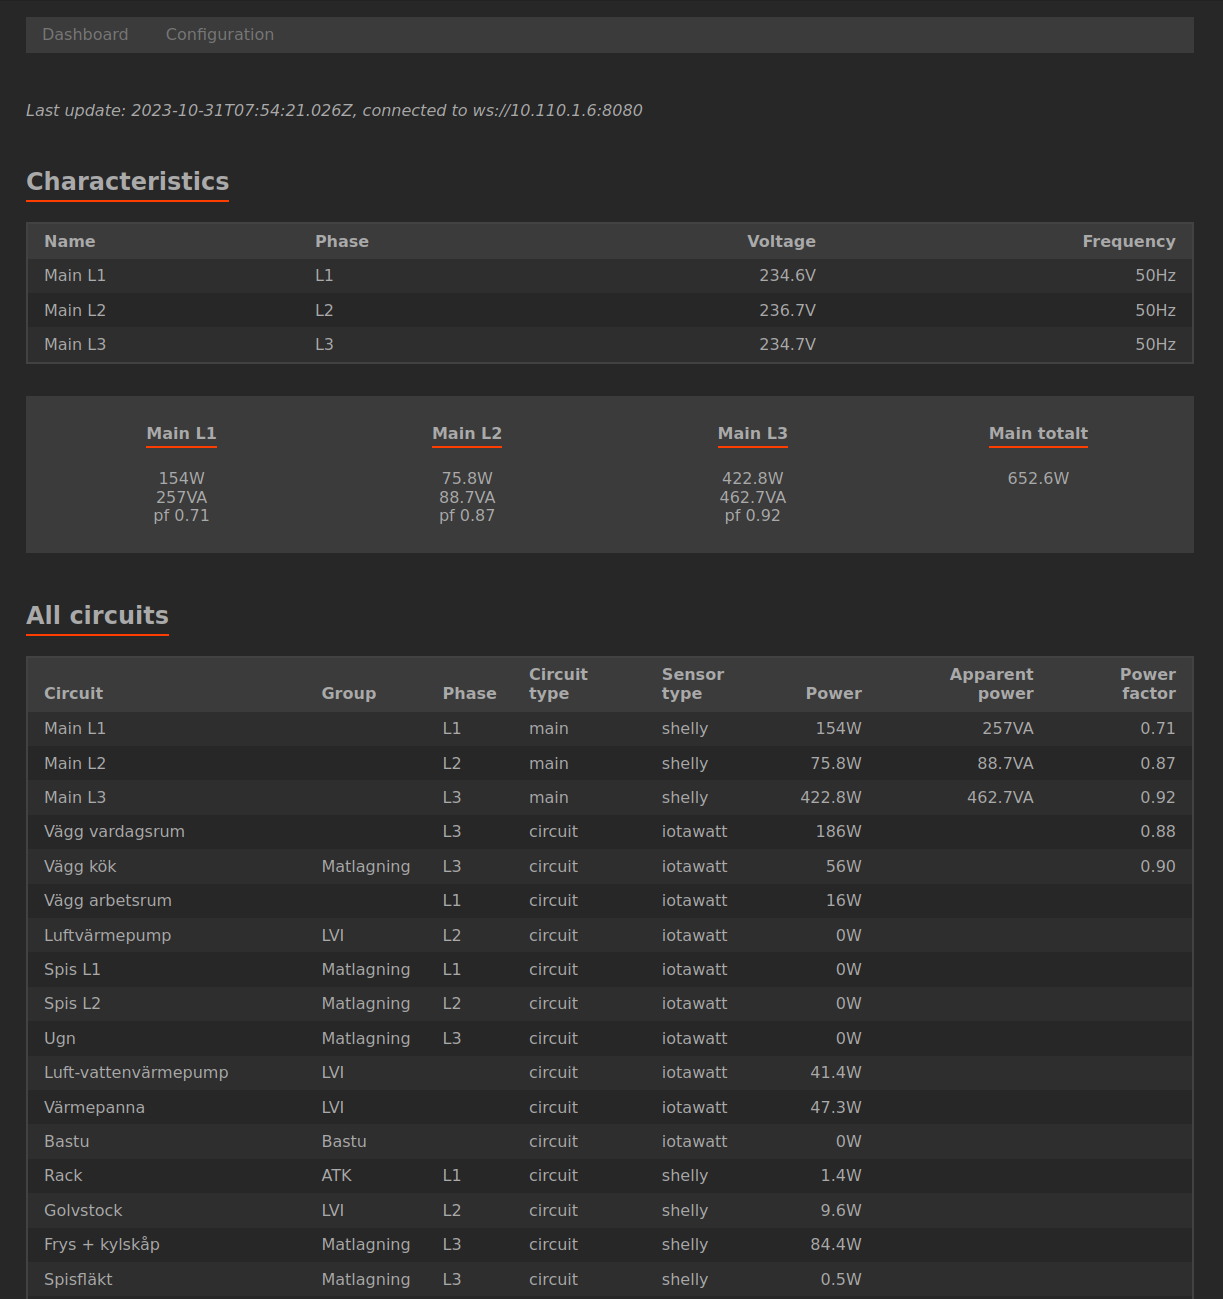 Dashboard Configuration
Last update: 2023-10-31T07:54:21.026Z, connected to ws://10.110.1.6:8080
Characteristics
Name Phase Voltage Frequency
Main L1 L1 234.6V 50Hz
Main L2 L2 236.7V 50Hz
Main L3 L3 234.7V 50Hz
Main L1 Main L2 Main L3 Main totalt
154W 75.8W 422.8W 652.6W
257VA 88.7VA 462.7VA
pf 0.71 pf 0.87 pf 0.92
All circuits
Circuit Group Phase Circuit type Sensor type Power Apparent power Power factor
Main L1 L1 main shelly 154W 257VA 0.71
Main L2 L2 main shelly 75.8W 88.7VA 0.87
Main L3 L3 main shelly 422.8W 462.7VA 0.92
Vägg vardagsrum L3 circuit iotawatt 186W 0.88
Vägg kök Matlagning L3 circuit iotawatt 56W 0.90
Vägg arbetsrum L1 circuit iotawatt 16W
Luftvärmepump LVI L2 circuit iotawatt 0W
Spis L1 Matlagning L1 circuit iotawatt 0W
Spis L2 Matlagning L2 circuit iotawatt 0W
Ugn Matlagning L3 circuit iotawatt 0W
Luft-vattenvärmepump LVI circuit iotawatt 41.4W
Värmepanna LVI circuit iotawatt 47.3W
Bastu Bastu circuit iotawatt 0W
Rack ATK L1 circuit shelly 1.4W
Golvstock LVI L2 circuit shelly 9.6W
Frys + kylskåp Matlagning L3 circuit shelly 84.4W
Spisfläkt Matlagning L3 circuit shelly 0.5W